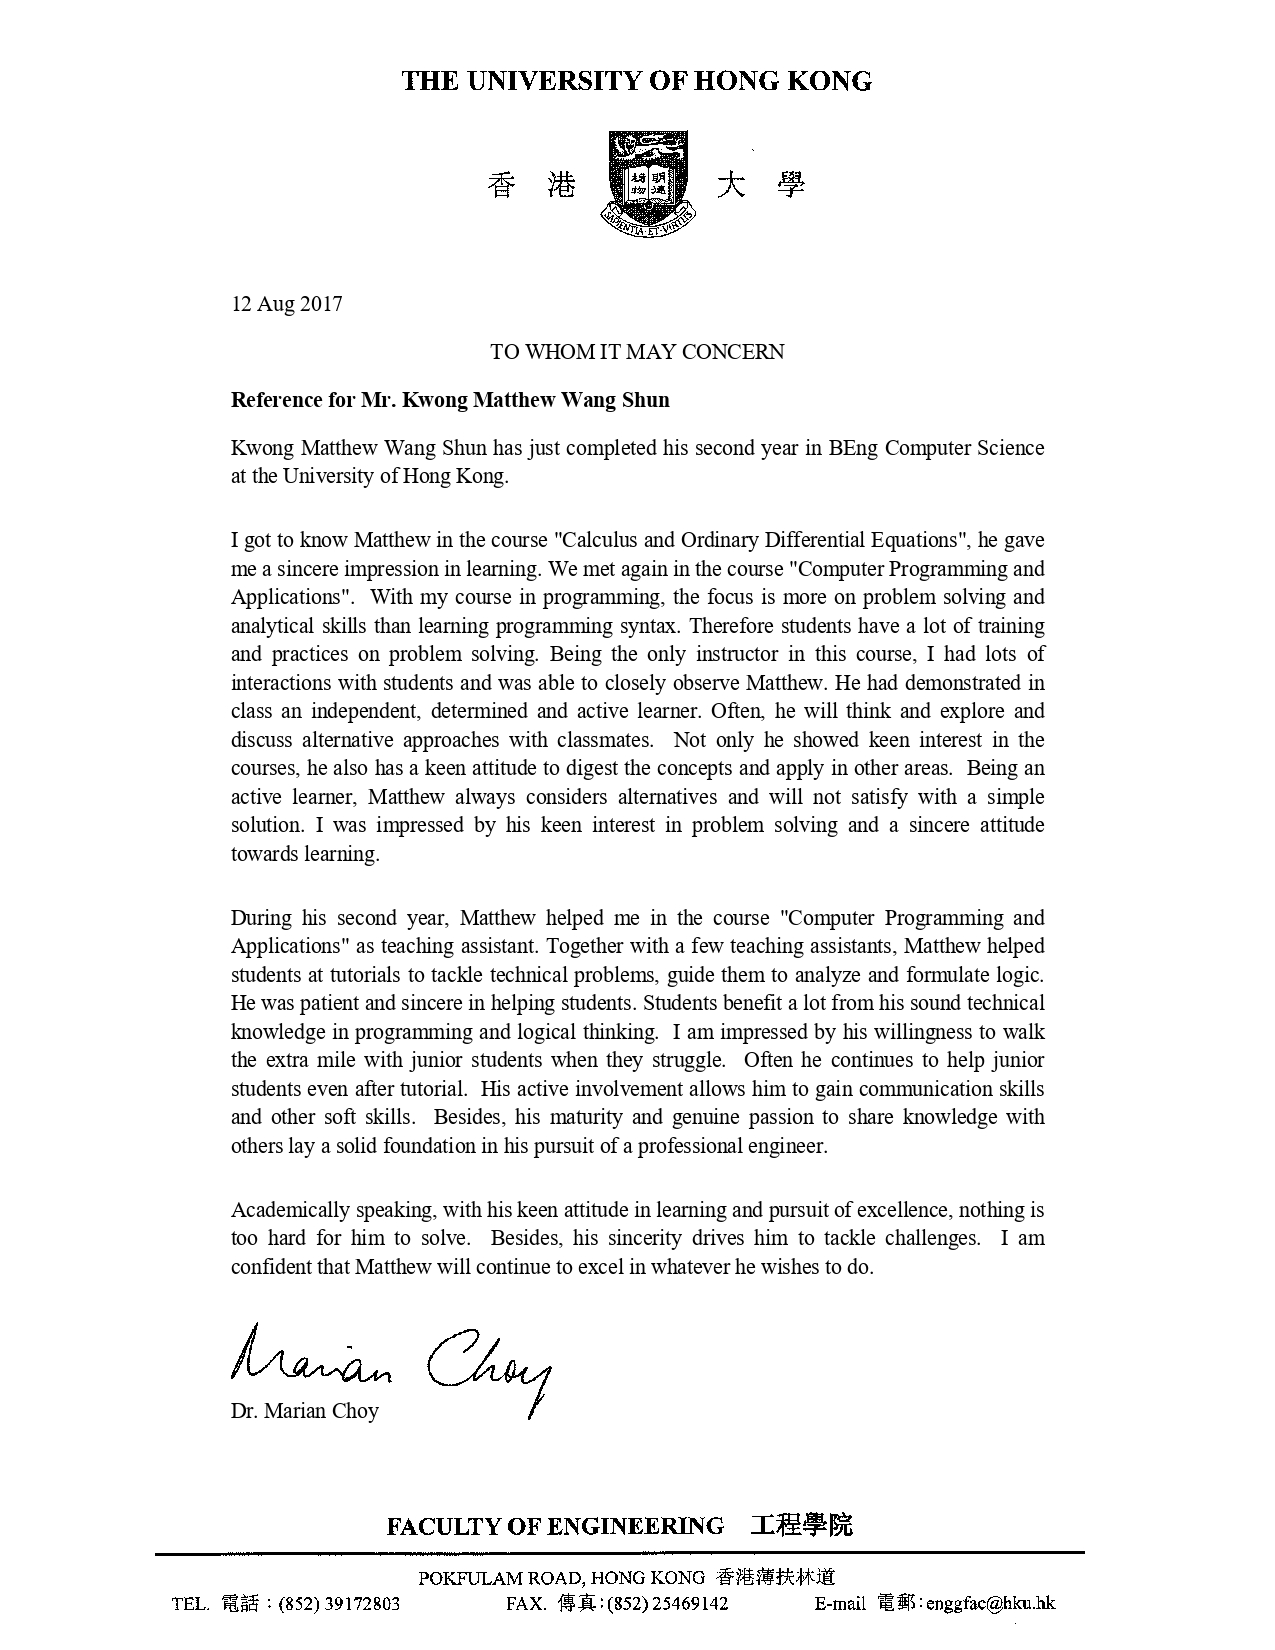 THE UNIVERSITY OF HONG KONG
香 港 大 學
明德
格物
SAPIENTIA·ET·VIRTUS
12 Aug 2017
TO WHOM IT MAY CONCERN
Reference for Mr. Kwong Matthew Wang Shun
Kwong Matthew Wang Shun has just completed his second year in BEng Computer Science
at the University of Hong Kong.
I got to know Matthew in the course "Calculus and Ordinary Differential Equations", he gave
me a sincere impression in learning. We met again in the course "Computer Programming and
Applications". With my course in programming, the focus is more on problem solving and
analytical skills than learning programming syntax. Therefore students have a lot of training
and practices on problem solving. Being the only instructor in this course, I had lots of
interactions with students and was able to closely observe Matthew. He had demonstrated in
class an independent, determined and active learner. Often, he will think and explore and
discuss alternative approaches with classmates. Not only he showed keen interest in the
courses, he also has a keen attitude to digest the concepts and apply in other areas. Being an
active learner, Matthew always considers alternatives and will not satisfy with a simple
solution. I was impressed by his keen interest in problem solving and a sincere attitude
towards learning.
During his second year, Matthew helped me in the course "Computer Programming and
Applications" as teaching assistant. Together with a few teaching assistants, Matthew helped
students at tutorials to tackle technical problems, guide them to analyze and formulate logic.
He was patient and sincere in helping students. Students benefit a lot from his sound technical
knowledge in programming and logical thinking. I am impressed by his willingness to walk
the extra mile with junior students when they struggle. Often he continues to help junior
students even after tutorial. His active involvement allows him to gain communication skills
and other soft skills. Besides, his maturity and genuine passion to share knowledge with
others lay a solid foundation in his pursuit of a professional engineer.
Academically speaking, with his keen attitude in learning and pursuit of excellence, nothing is
too hard for him to solve. Besides, his sincerity drives him to tackle challenges. I am
confident that Matthew will continue to excel in whatever he wishes to do.
Marian Choy
Dr. Marian Choy
FACULTY OF ENGINEERING 工程學院
POKFULAM ROAD, HONG KONG 香港薄扶林道
TEL. 電話：(852) 39172803 FAX. 傳真：(852) 25469142 E-mail 電郵：enggfac@hku.hk